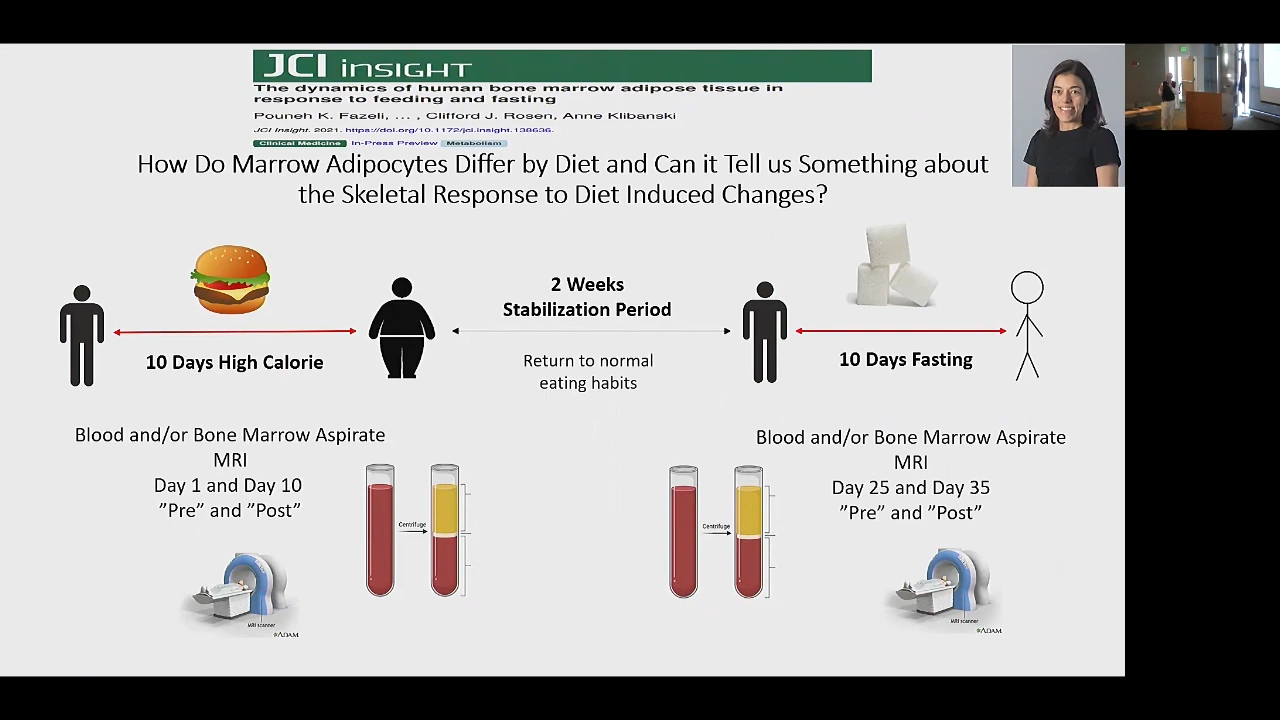 JCI INSIGHT
The dynamics of human bone marrow adipose tissue in
response to feeding and fasting
Pouneh K. Fazeli, ... , Clifford J. Rosen, Anne Klibanski
JCI Insight. 2021. https://doi.org/10.1172/jci.insight.138636.
Clinical Medicine In-Press Preview Metabolism
How Do Marrow Adipocytes Differ by Diet and Can it Tell us Something about
the Skeletal Response to Diet Induced Changes?
10 Days High Calorie
2 Weeks
Stabilization Period
Return to normal
eating habits
10 Days Fasting
Blood and/or Bone Marrow Aspirate
MRI
Day 1 and Day 10
”Pre” and ”Post”
Centrifuge
MRI scanner
ADAM
Blood and/or Bone Marrow Aspirate
MRI
Day 25 and Day 35
”Pre” and ”Post”
Centrifuge
MRI scanner
ADAM